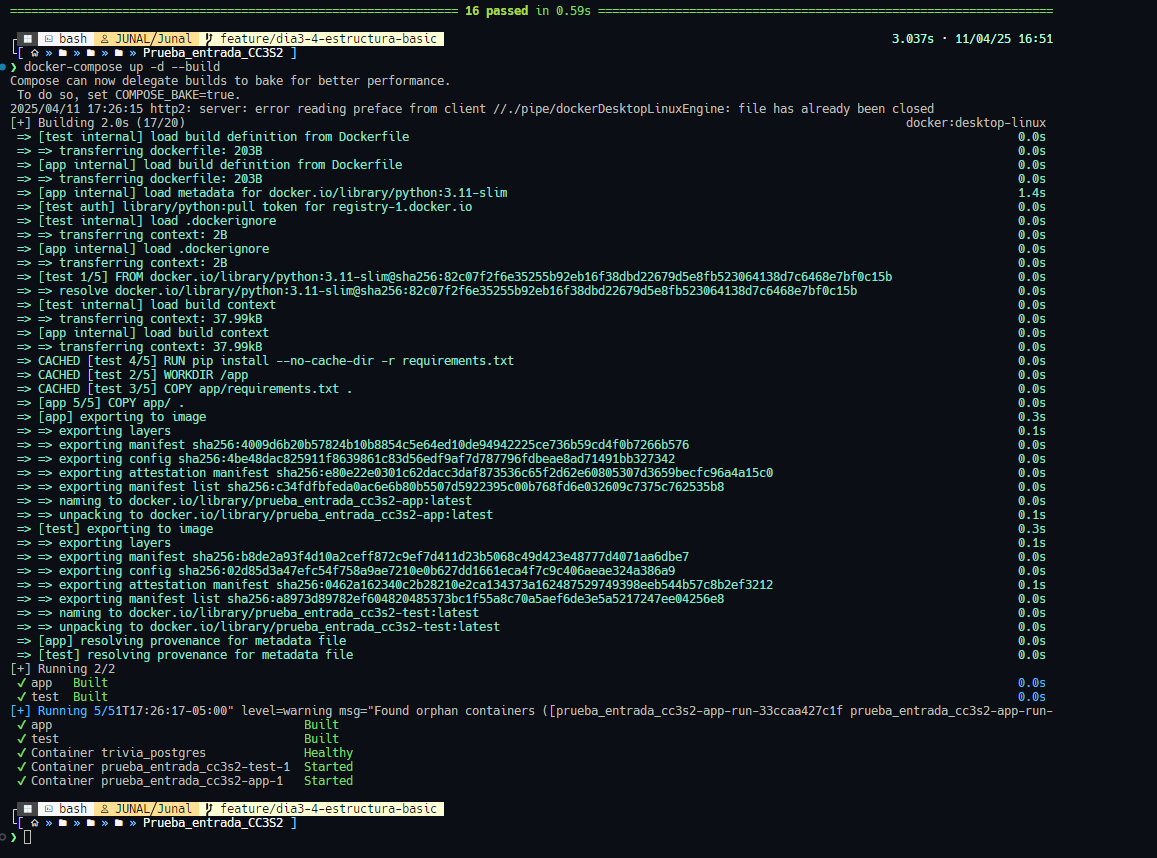 ================================================================ 16 passed in 0.59s =================================================================
bash JUNAL/Junal feature/dia3-4-estructura-basic 3.037s · 11/04/25 16:51
[ » » » » Prueba_entrada_CC3S2 ]
❯ docker-compose up -d --build
Compose can now delegate builds to bake for better performance.
To do so, set COMPOSE_BAKE=true.
2025/04/11 17:26:15 http2: server: error reading preface from client //./pipe/dockerDesktopLinuxEngine: file has already been closed
[+] Building 2.0s (17/20) docker:desktop-linux
=> [test internal] load build definition from Dockerfile 0.0s
=> => transferring dockerfile: 203B 0.0s
=> [app internal] load build definition from Dockerfile 0.0s
=> => transferring dockerfile: 203B 0.0s
=> [app internal] load metadata for docker.io/library/python:3.11-slim 1.4s
=> [test auth] library/python:pull token for registry-1.docker.io 0.0s
=> [test internal] load .dockerignore 0.0s
=> => transferring context: 2B 0.0s
=> [app internal] load .dockerignore 0.0s
=> => transferring context: 2B 0.0s
=> [test 1/5] FROM docker.io/library/python:3.11-slim@sha256:82c07f2f6e35255b92eb16f38dbd22679d5e8fb523064138d7c6468e7bf0c15b 0.0s
=> => resolve docker.io/library/python:3.11-slim@sha256:82c07f2f6e35255b92eb16f38dbd22679d5e8fb523064138d7c6468e7bf0c15b 0.0s
=> [test internal] load build context 0.0s
=> => transferring context: 37.99kB 0.0s
=> [app internal] load build context 0.0s
=> => transferring context: 37.99kB 0.0s
=> CACHED [test 4/5] RUN pip install --no-cache-dir -r requirements.txt 0.0s
=> CACHED [test 2/5] WORKDIR /app 0.0s
=> CACHED [test 3/5] COPY app/requirements.txt . 0.0s
=> [app 5/5] COPY app/ . 0.0s
=> [app] exporting to image 0.3s
=> => exporting layers 0.1s
=> => exporting manifest sha256:4009d6b20b57824b10b8854c5e64ed10de94942225ce736b59cd4f0b7266b576 0.0s
=> => exporting config sha256:4be48dac825911f8639861c83d56edf9af7d787796fdbeae8ad71491bb327342 0.0s
=> => exporting attestation manifest sha256:e80e22e0301c62dacc3daf873536c65f2d62e60805307d3659becfc96a4a15c0 0.0s
=> => exporting manifest list sha256:c34fdfbfeda0ac6e6b80b5507d5922395c00b768fd6e032609c7375c762535b8 0.0s
=> => naming to docker.io/library/prueba_entrada_cc3s2-app:latest 0.0s
=> => unpacking to docker.io/library/prueba_entrada_cc3s2-app:latest 0.1s
=> [test] exporting to image 0.3s
=> => exporting layers 0.1s
=> => exporting manifest sha256:b8de2a93f4d10a2ceff872c9ef7d411d23b5068c49d423e48777d4071aa6dbe7 0.0s
=> => exporting config sha256:02d85d3a47efc54f758a9ae7210e0b627dd1661eca4f7c9c406aeae324a386a9 0.0s
=> => exporting attestation manifest sha256:0462a162340c2b28210e2ca134373a162487529749398eeb544b57c8b2ef3212 0.1s
=> => exporting manifest list sha256:a8973d89782ef604820485373bc1f55a8c70a5aef6de3e5a5217247ee04256e8 0.0s
=> => naming to docker.io/library/prueba_entrada_cc3s2-test:latest 0.0s
=> => unpacking to docker.io/library/prueba_entrada_cc3s2-test:latest 0.1s
=> [app] resolving provenance for metadata file 0.0s
=> [test] resolving provenance for metadata file 0.0s
[+] Running 2/2
✔ app Built 0.0s
✔ test Built 0.0s
[+] Running 5/51T17:26:17-05:00" level=warning msg="Found orphan containers ([prueba_entrada_cc3s2-app-run-33ccaa427c1f prueba_entrada_cc3s2-app-run-
✔ app Built
✔ test Built
✔ Container trivia_postgres Healthy
✔ Container prueba_entrada_cc3s2-test-1 Started
✔ Container prueba_entrada_cc3s2-app-1 Started
bash JUNAL/Junal feature/dia3-4-estructura-basic
[ » » » » Prueba_entrada_CC3S2 ]
❯